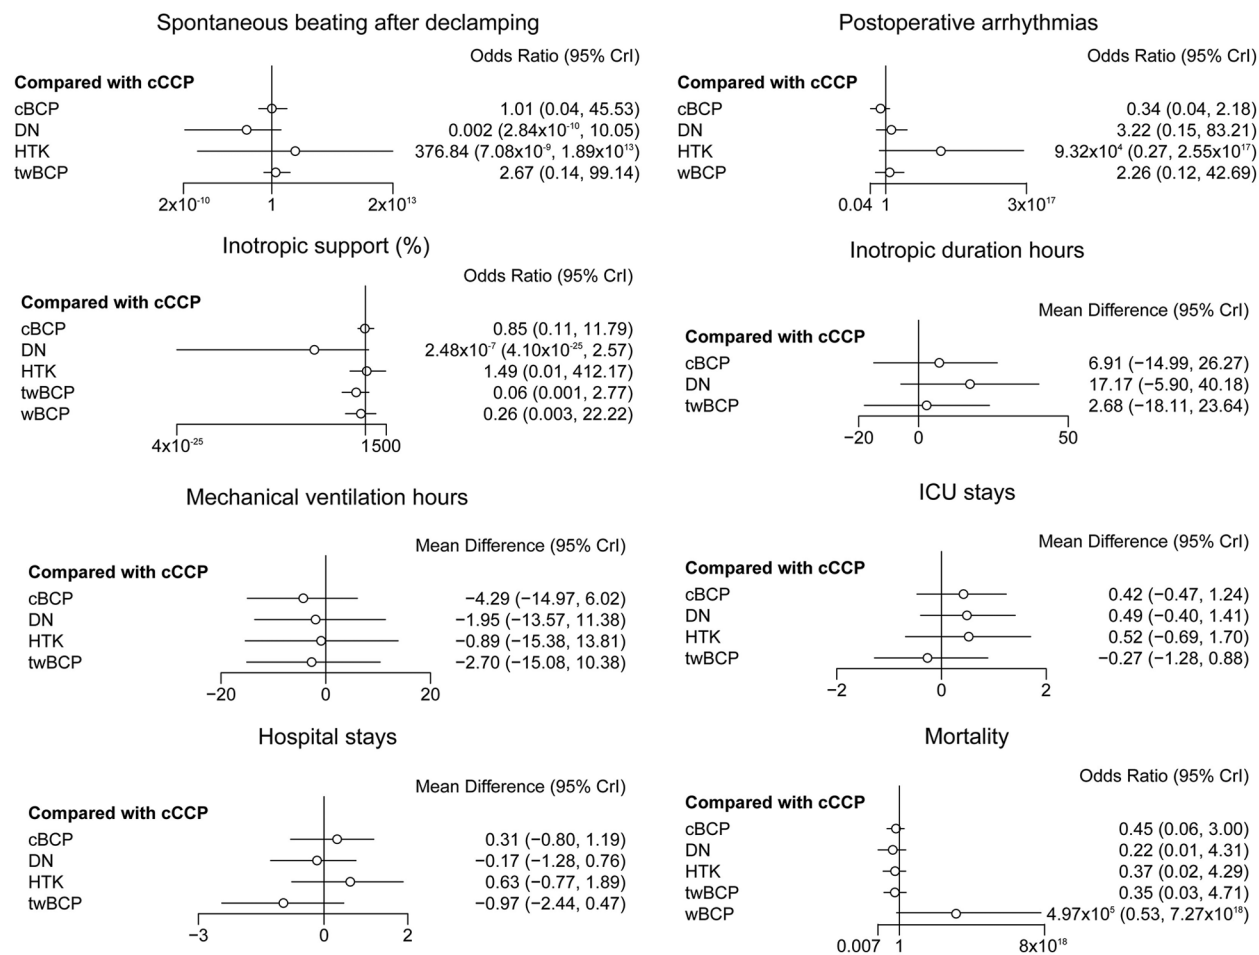 Spontaneous beating after declamping
Odds Ratio (95% CrI)
Compared with cCCP
cBCP 1.01 (0.04, 45.53)
DN 0.002 (2.84x10⁻¹⁰, 10.05)
HTK 376.84 (7.08x10⁻⁹, 1.89x10¹³)
twBCP 2.67 (0.14, 99.14)
2x10⁻¹⁰ 1 2x10¹³
Postoperative arrhythmias
Odds Ratio (95% CrI)
Compared with cCCP
cBCP 0.34 (0.04, 2.18)
DN 3.22 (0.15, 83.21)
HTK 9.32x10⁴ (0.27, 2.55x10¹⁷)
wBCP 2.26 (0.12, 42.69)
0.04 1 3x10¹⁷
Inotropic support (%)
Odds Ratio (95% CrI)
Compared with cCCP
cBCP 0.85 (0.11, 11.79)
DN 2.48x10⁻⁷ (4.10x10⁻²⁵, 2.57)
HTK 1.49 (0.01, 412.17)
twBCP 0.06 (0.001, 2.77)
wBCP 0.26 (0.003, 22.22)
4x10⁻²⁵ 1 500
Inotropic duration hours
Mean Difference (95% CrI)
Compared with cCCP
cBCP 6.91 (−14.99, 26.27)
DN 17.17 (−5.90, 40.18)
twBCP 2.68 (−18.11, 23.64)
−20 0 50
Mechanical ventilation hours
Mean Difference (95% CrI)
Compared with cCCP
cBCP −4.29 (−14.97, 6.02)
DN −1.95 (−13.57, 11.38)
HTK −0.89 (−15.38, 13.81)
twBCP −2.70 (−15.08, 10.38)
−20 0 20
ICU stays
Mean Difference (95% CrI)
Compared with cCCP
cBCP 0.42 (−0.47, 1.24)
DN 0.49 (−0.40, 1.41)
HTK 0.52 (−0.69, 1.70)
twBCP −0.27 (−1.28, 0.88)
−2 0 2
Hospital stays
Mean Difference (95% CrI)
Compared with cCCP
cBCP 0.31 (−0.80, 1.19)
DN −0.17 (−1.28, 0.76)
HTK 0.63 (−0.77, 1.89)
twBCP −0.97 (−2.44, 0.47)
−3 0 2
Mortality
Odds Ratio (95% CrI)
Compared with cCCP
cBCP 0.45 (0.06, 3.00)
DN 0.22 (0.01, 4.31)
HTK 0.37 (0.02, 4.29)
twBCP 0.35 (0.03, 4.71)
wBCP 4.97x10⁵ (0.53, 7.27x10¹⁸)
0.007 1 8x10¹⁸